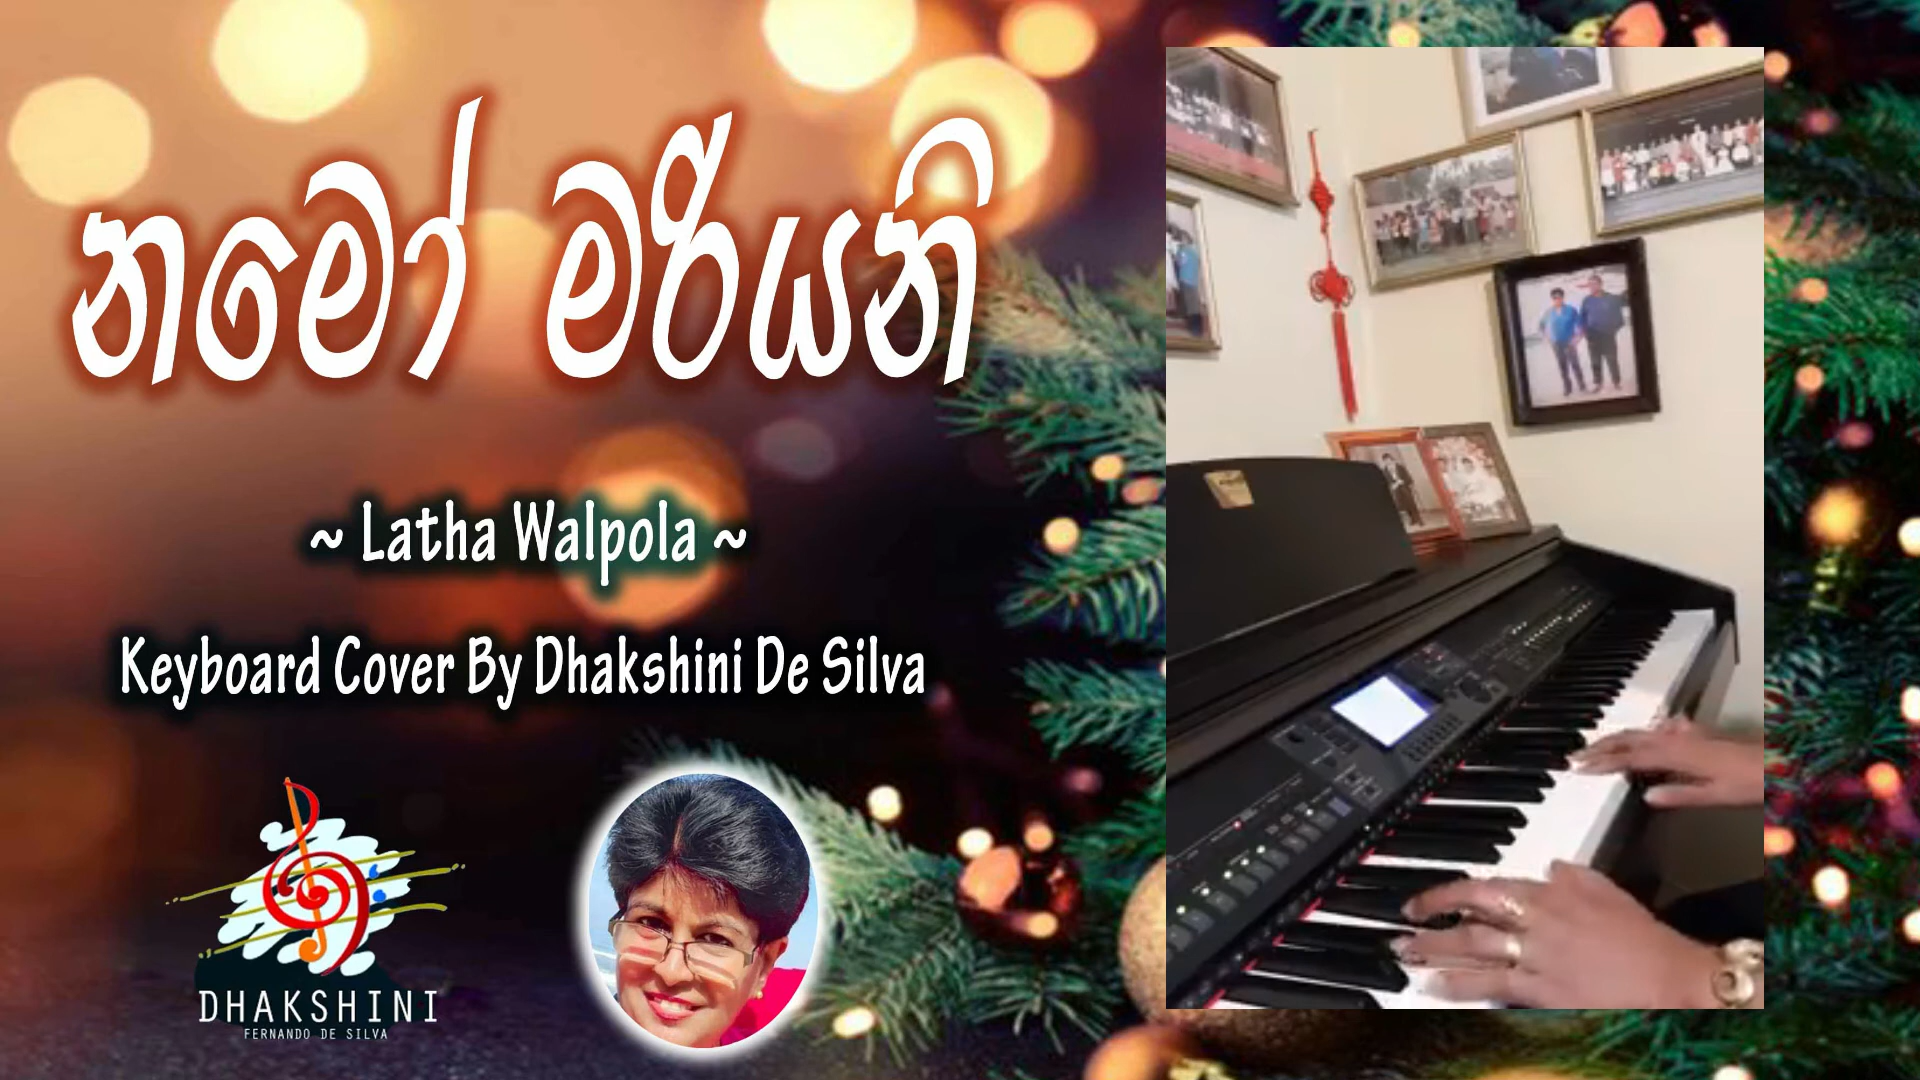 නමෝ මරියනි
~ Latha Walpola ~
Keyboard Cover By Dhakshini De Silva
DHAKSHINI
FERNANDO DE SILVA